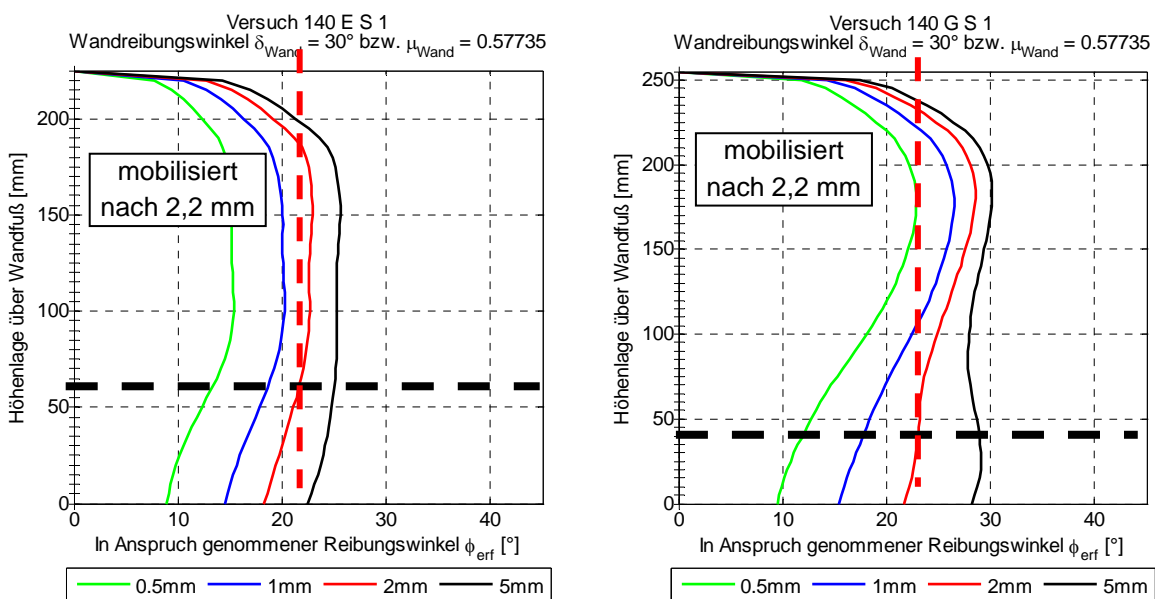 Versuch 140 E S 1
Wandreibungswinkel δWand = 30° bzw. μWand = 0.57735
200
150
100
50
0
Höhenlage über Wandfuß [mm]
mobilisiert
nach 2,2 mm
0 10 20 30 40
In Anspruch genommener Reibungswinkel ϕerf [°]
0.5mm 1mm 2mm 5mm
Versuch 140 G S 1
Wandreibungswinkel δWand = 30° bzw. μWand = 0.57735
250
200
150
100
50
0
Höhenlage über Wandfuß [mm]
mobilisiert
nach 2,2 mm
0 10 20 30 40
In Anspruch genommener Reibungswinkel ϕerf [°]
0.5mm 1mm 2mm 5mm